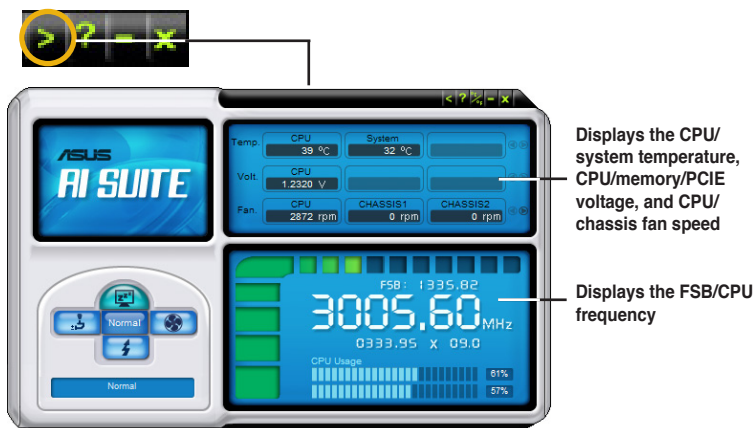 > ? - x
< ? °C/°F - x
ASUS
AI SUITE
Temp.
CPU
39 °C
System
32 °C
Volt.
CPU
1.2320 V
Fan.
CPU
2872 rpm
CHASSIS1
0 rpm
CHASSIS2
0 rpm
Displays the CPU/
system temperature,
CPU/memory/PCIE
voltage, and CPU/
chassis fan speed
FSB: 1335.82
3005.60 MHz
0333.95 x 09.0
CPU Usage
61%
57%
Displays the FSB/CPU
frequency
zzz
Normal
Normal